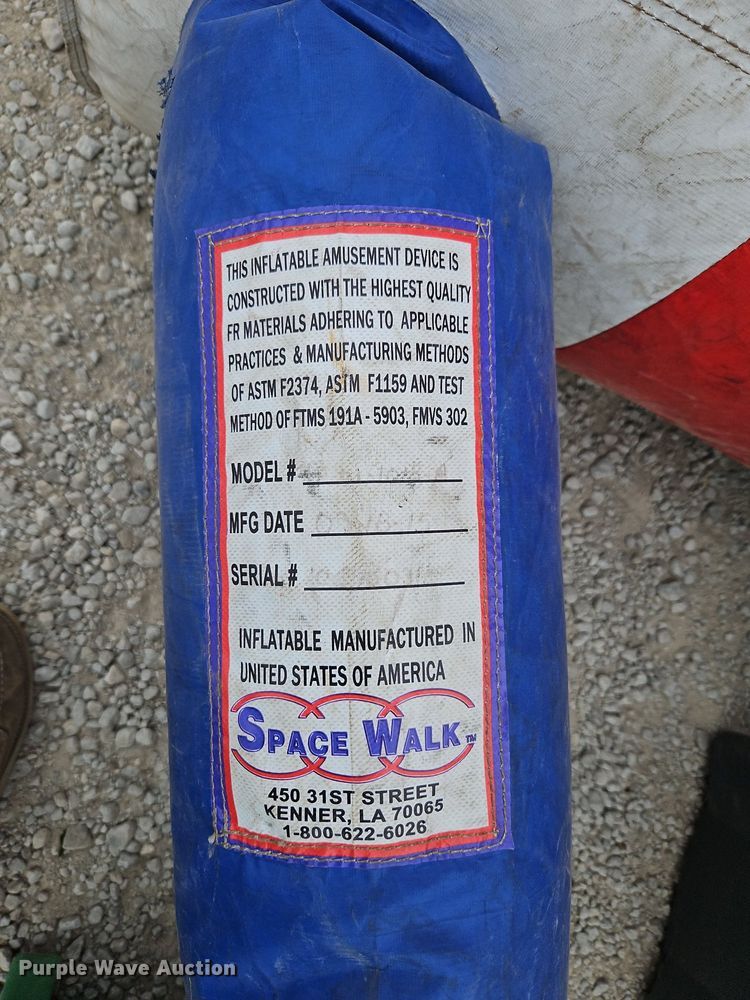 THIS INFLATABLE AMUSEMENT DEVICE IS
CONSTRUCTED WITH THE HIGHEST QUALITY
FR MATERIALS ADHERING TO APPLICABLE
PRACTICES & MANUFACTURING METHODS
OF ASTM F2374, ASTM F1159 AND TEST
METHOD OF FTMS 191A - 5903, FMVS 302
MODEL #
MFG DATE
SERIAL #
INFLATABLE MANUFACTURED IN
UNITED STATES OF AMERICA
SPACE WALK TM
450 31ST STREET
KENNER, LA 70065
1-800-622-6026
Purple Wave Auction